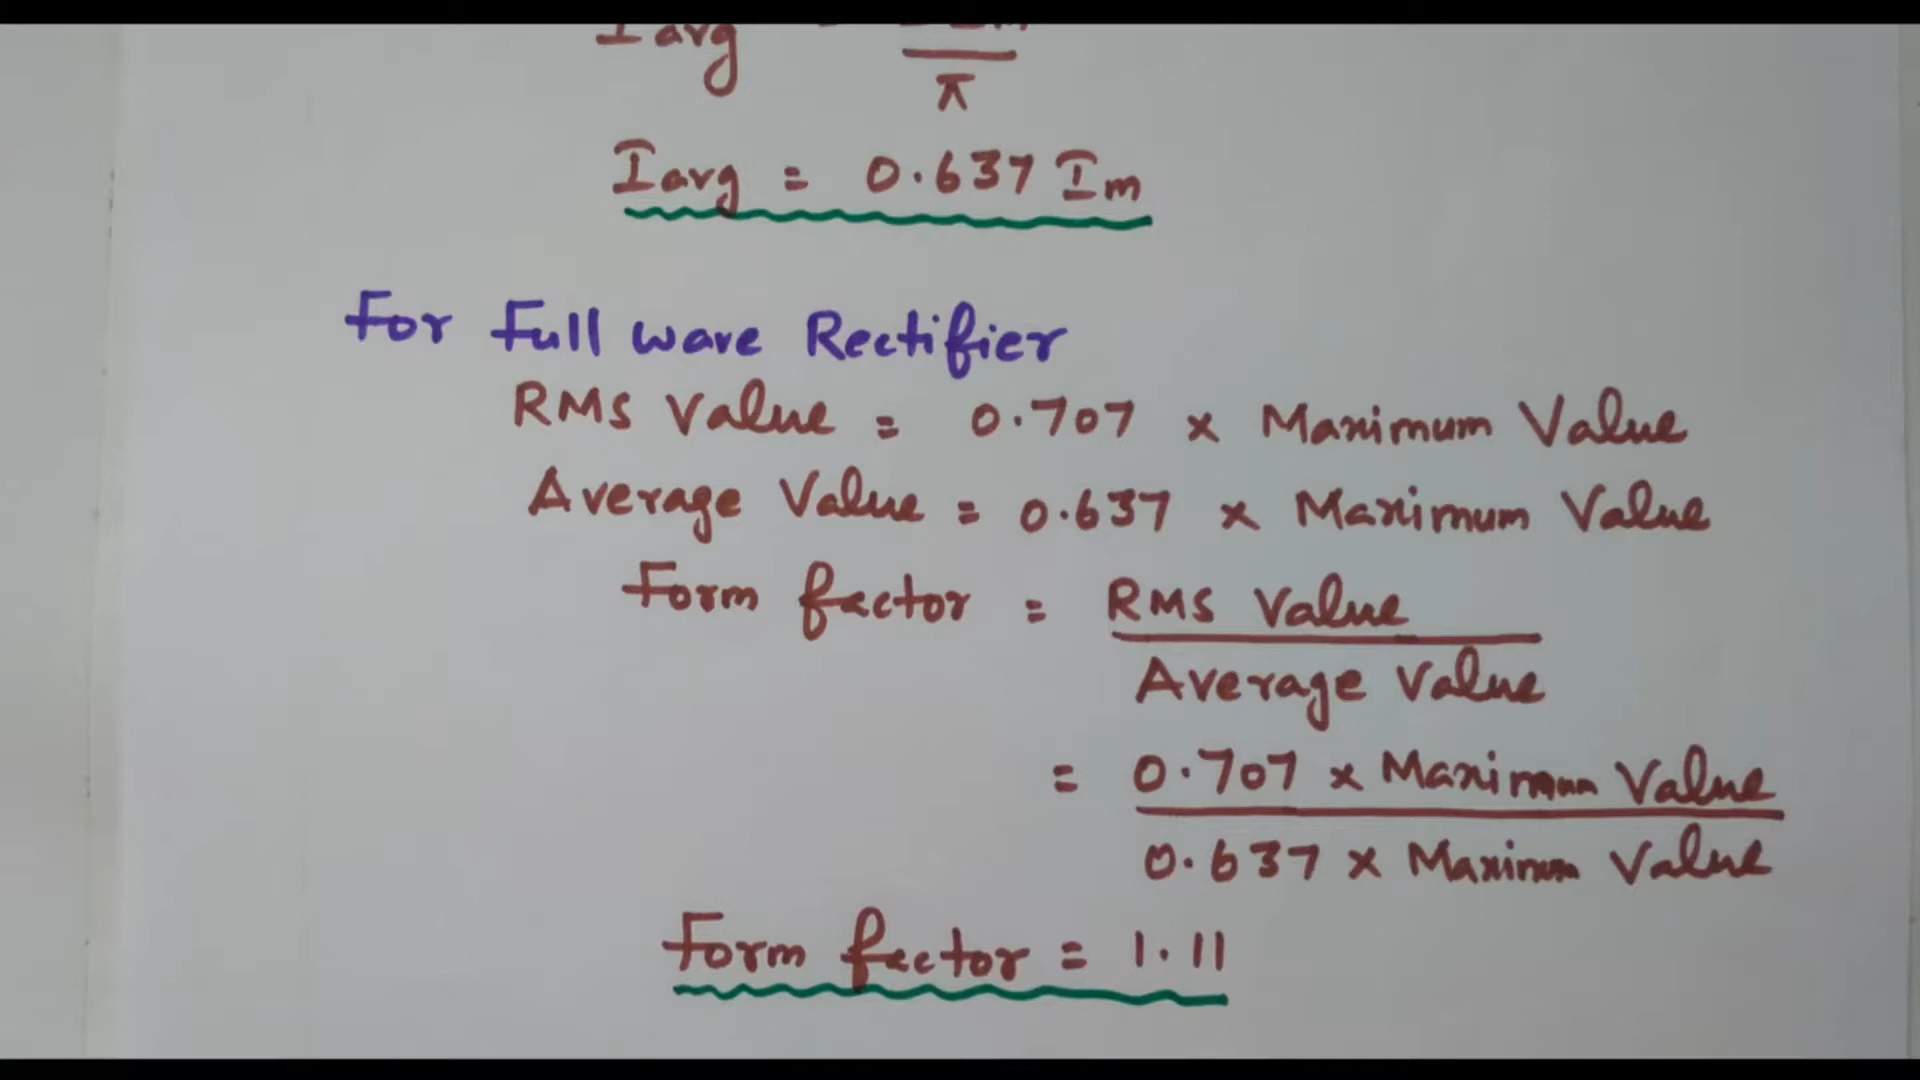 Iavg =
π
Iavg = 0.637 Im
For Full wave Rectifier
RMS Value = 0.707 × Maximum Value
Average Value = 0.637 × Maximum Value
Form factor = RMS Value
Average Value
= 0.707 × Maximum Value
0.637 × Maximum Value
Form factor = 1.11